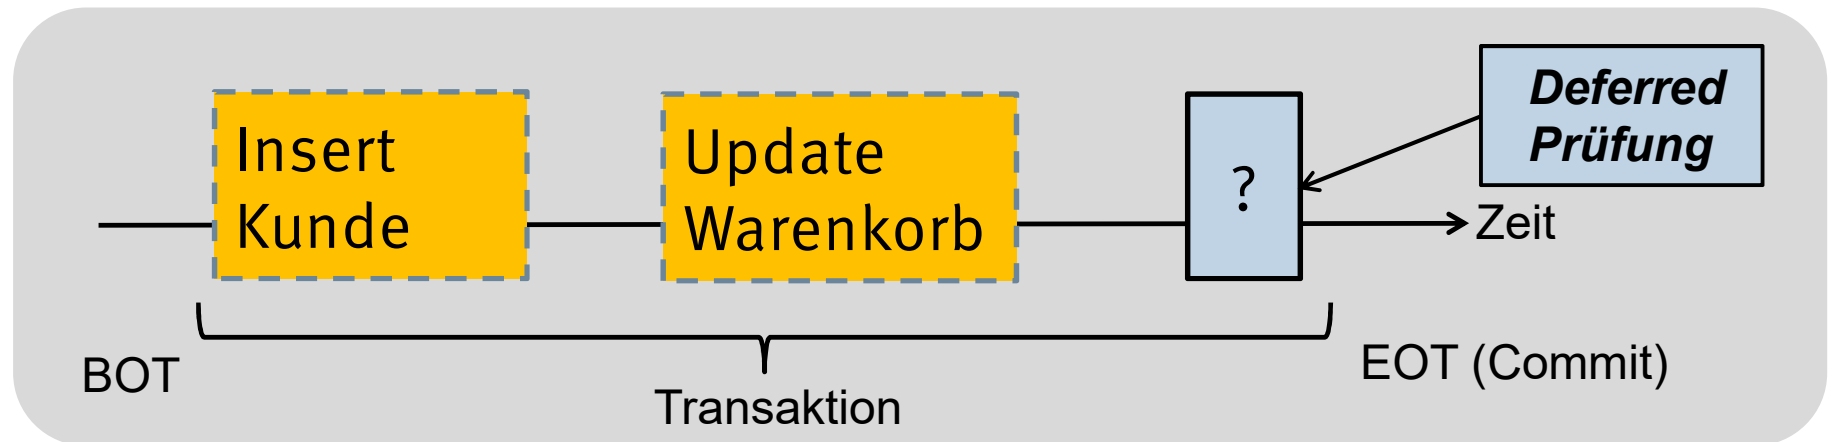 Insert
Kunde
Update
Warenkorb
?
Deferred
Prüfung
Zeit
BOT
Transaktion
EOT (Commit)